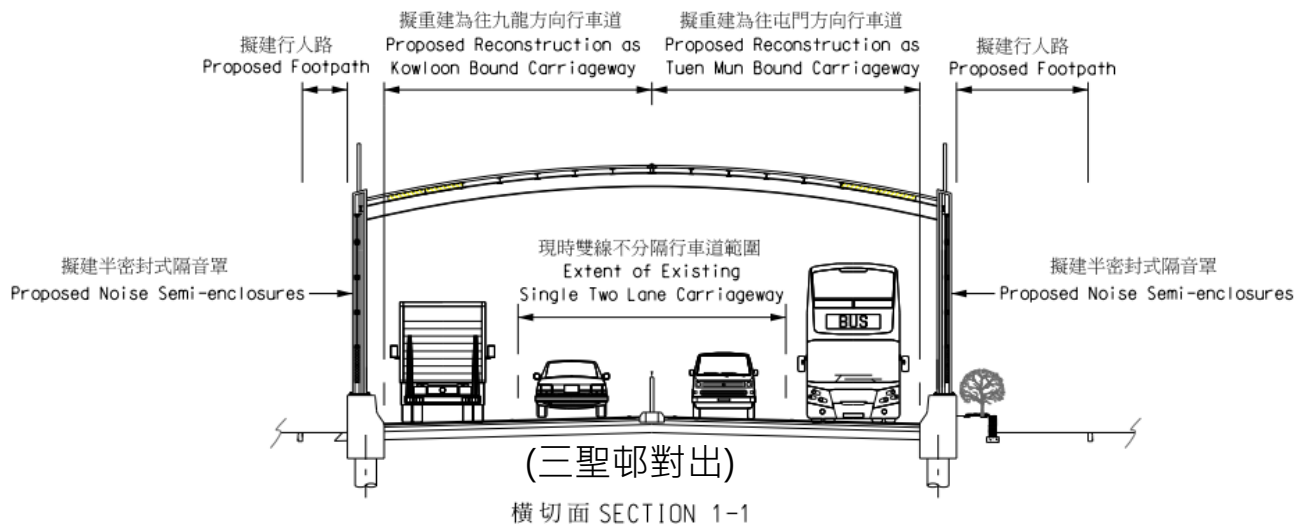 擬建行人路
Proposed Footpath
擬重建為往九龍方向行車道
Proposed Reconstruction as
Kowloon Bound Carriageway
擬重建為往屯門方向行車道
Proposed Reconstruction as
Tuen Mun Bound Carriageway
擬建行人路
Proposed Footpath
擬建半密封式隔音罩
Proposed Noise Semi-enclosures
現時雙線不分隔行車道範圍
Extent of Existing
Single Two Lane Carriageway
擬建半密封式隔音罩
Proposed Noise Semi-enclosures
BUS
(三聖邨對出)
橫切面 SECTION 1-1